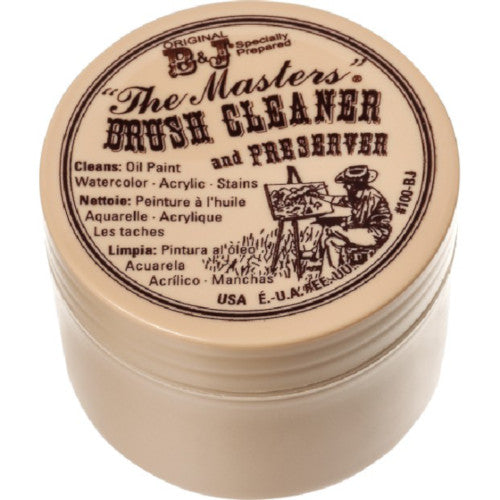 ORIGINAL B&J Specially Prepared
"The Masters"®
BRUSH CLEANER
and PRESERVER
Cleans: Oil Paint
Watercolor · Acrylic · Stains
Nettoie: Peinture à l'huile
Aquarelle · Acrylique
Les taches
Limpia: Pintura al óleo
Acuarela
Acrílico · Manchas
USA É.-U.A. EE.UU.
#100-BJ